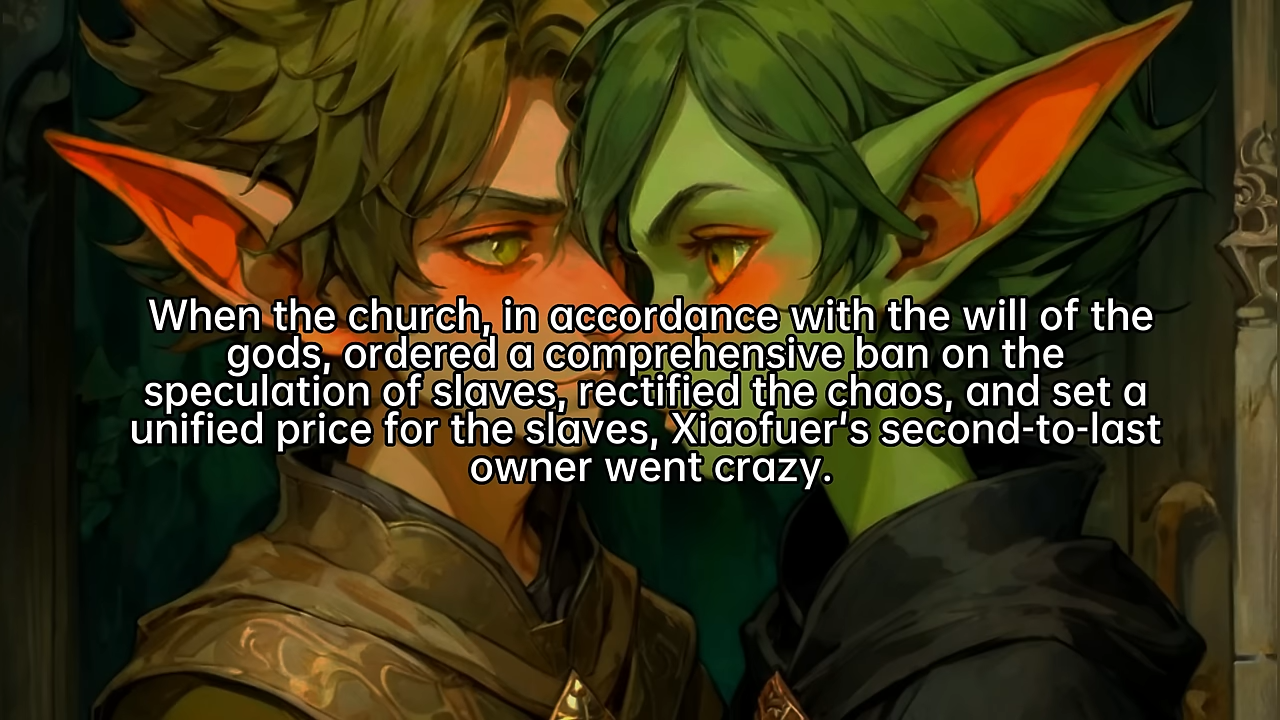 When the church, in accordance with the will of the
gods, ordered a comprehensive ban on the
speculation of slaves, rectified the chaos, and set a
unified price for the slaves, Xiaofuer's second-to-last
owner went crazy.